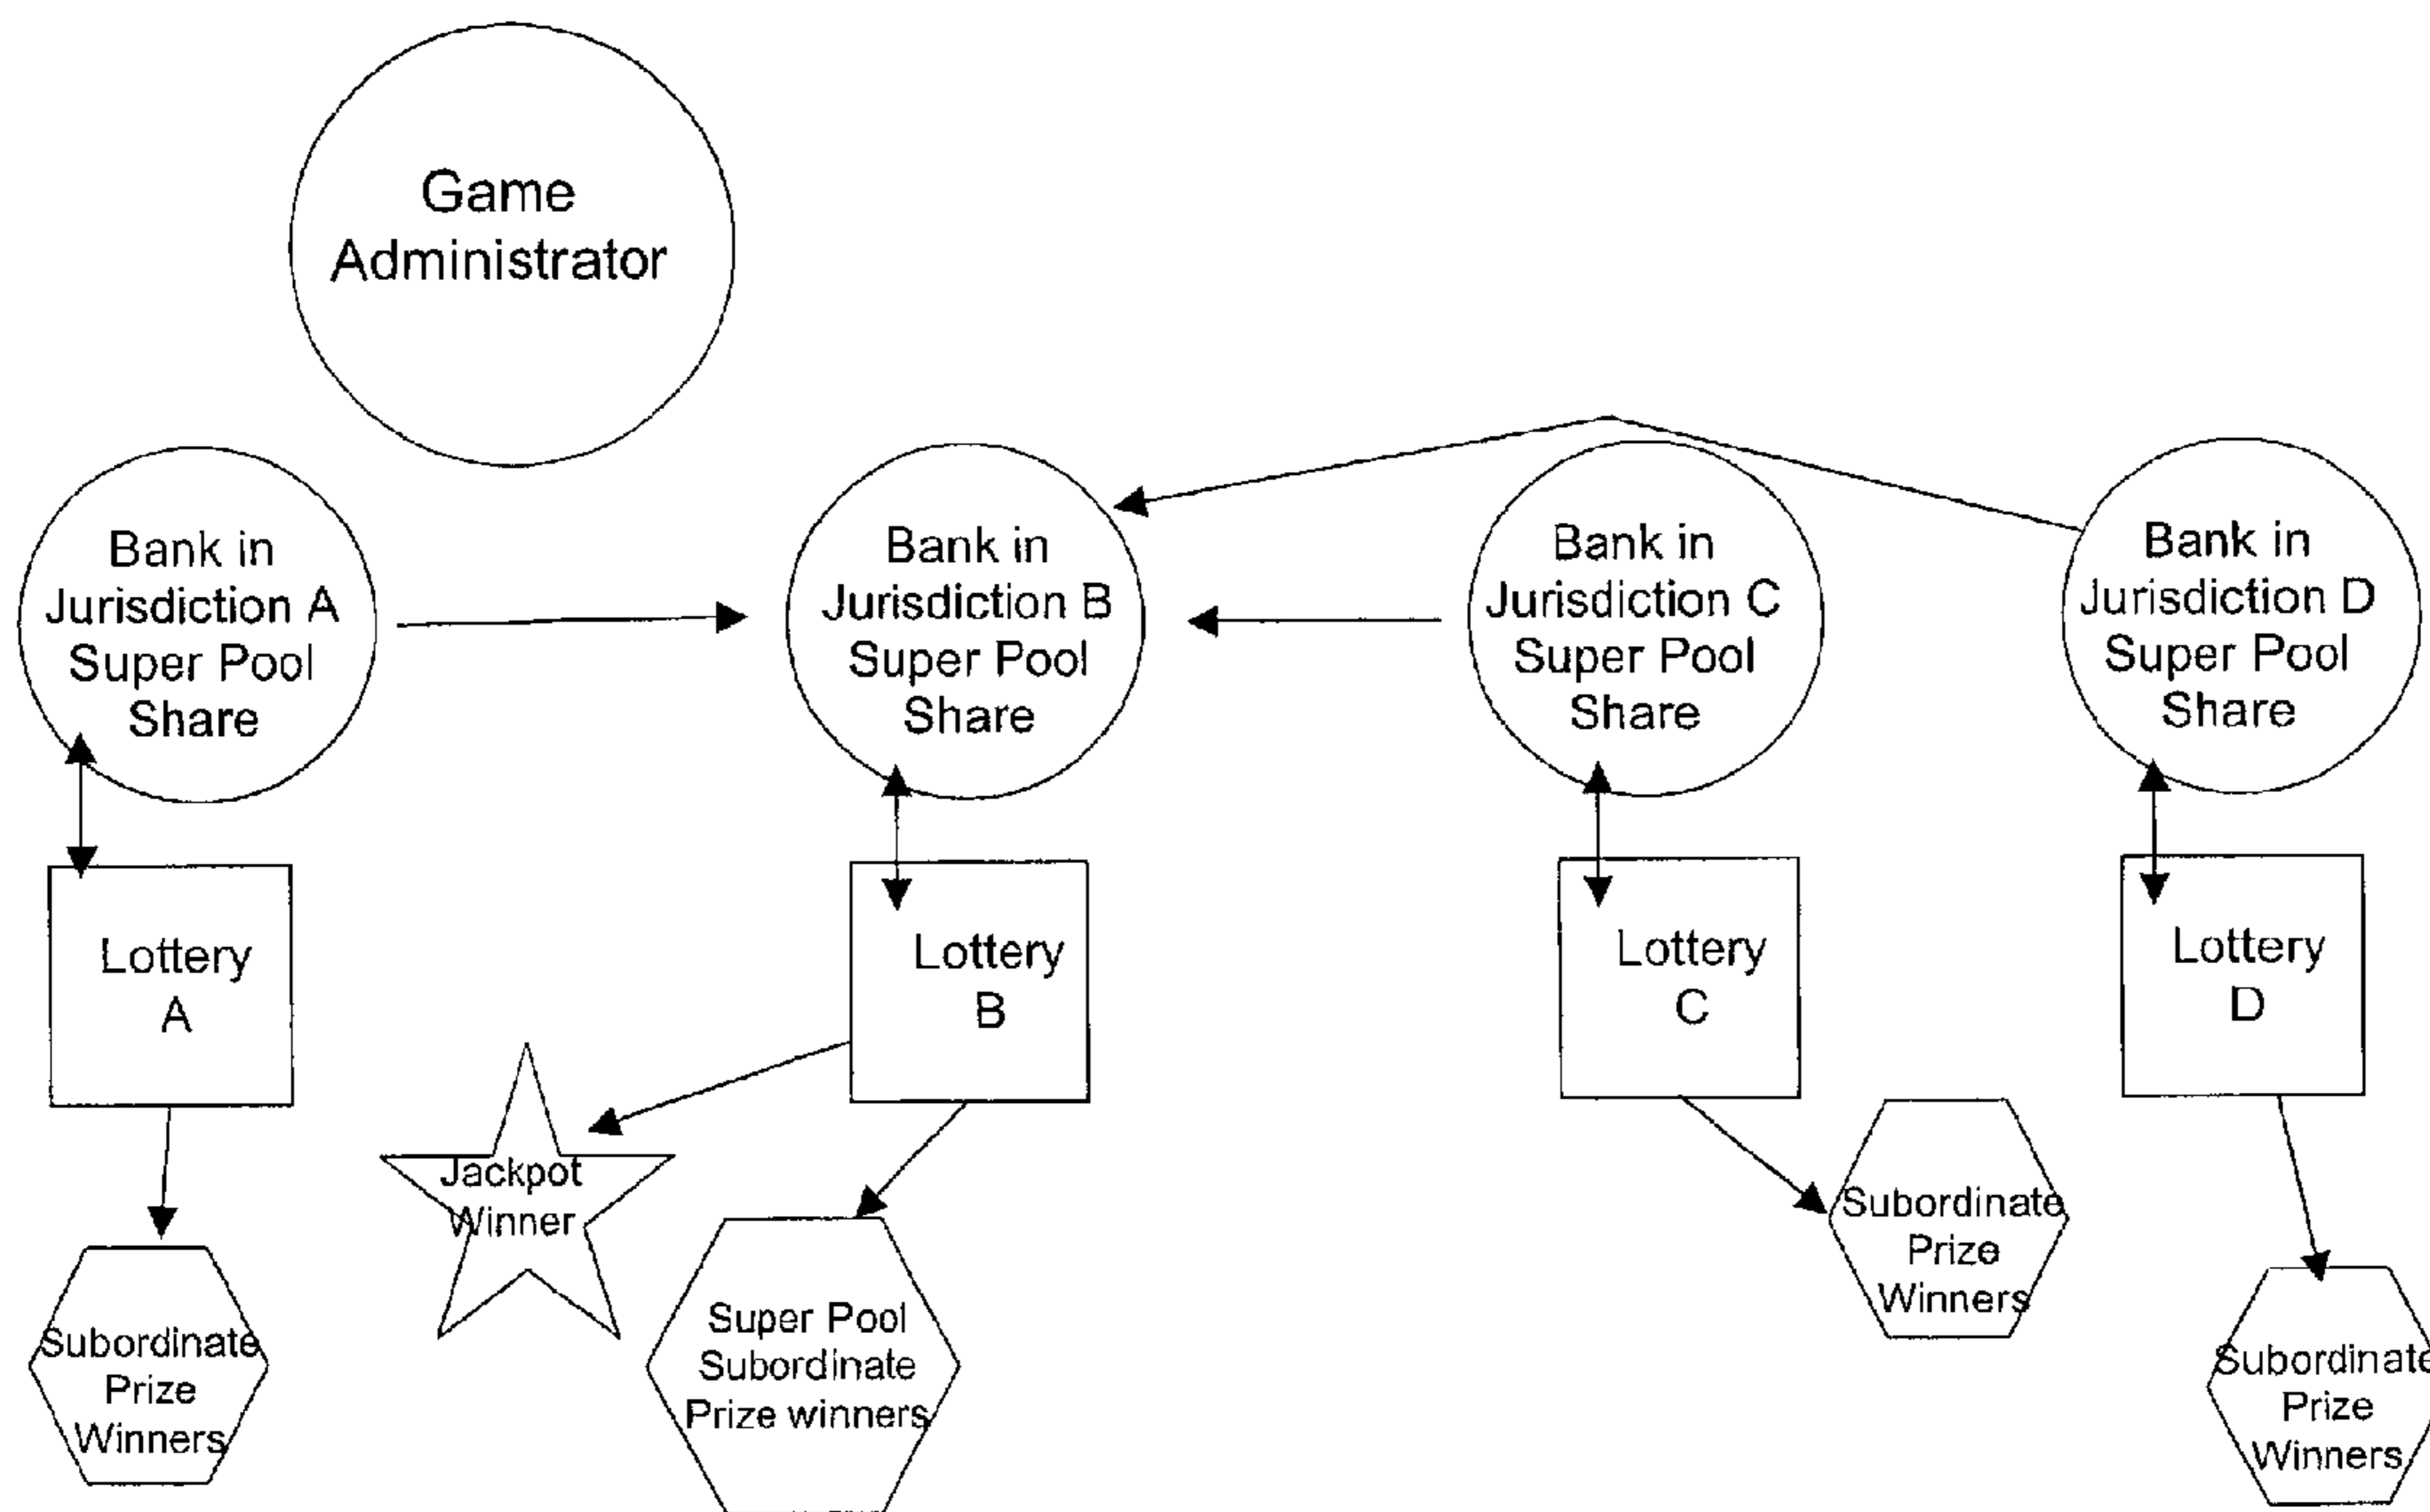 Game
Administrator
Bank in
Jurisdiction A
Super Pool
Share
Bank in
Jurisdiction B
Super Pool
Share
Bank in
Jurisdiction C
Super Pool
Share
Bank in
Jurisdiction D
Super Pool
Share
Lottery
A
Lottery
B
Lottery
C
Lottery
D
Jackpot
Winner
Subordinate
Prize
Winners
Super Pool
Subordinate
Prize winners
Subordinate
Prize
Winners
Subordinate
Prize
Winners